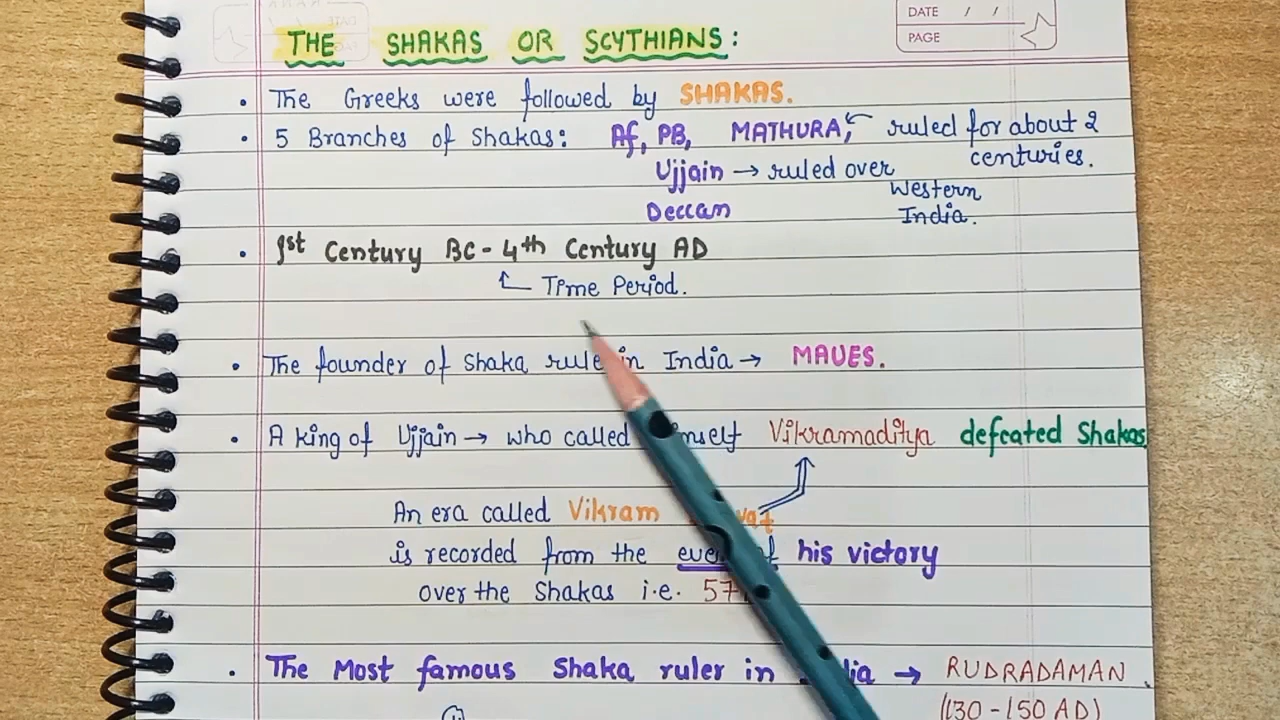 DATE / /
PAGE
THE SHAKAS OR SCYTHIANS:
• The Greeks were followed by SHAKAS.
• 5 Branches of Shakas: Af, PB, MATHURA, ruled for about 2
centuries.
Ujjain → ruled over
Western
India.
Deccan
• 1st Century BC - 4th Century AD
Time Period.
• The founder of Shaka rule in India → MAUES.
• A king of Ujjain → who called Vikramaditya defeated Shakas
An era called Vikram
is recorded from the his victory
over the Shakas i.e.
• The Most famous Shaka ruler in → RUDRADAMAN
(130-150 AD)